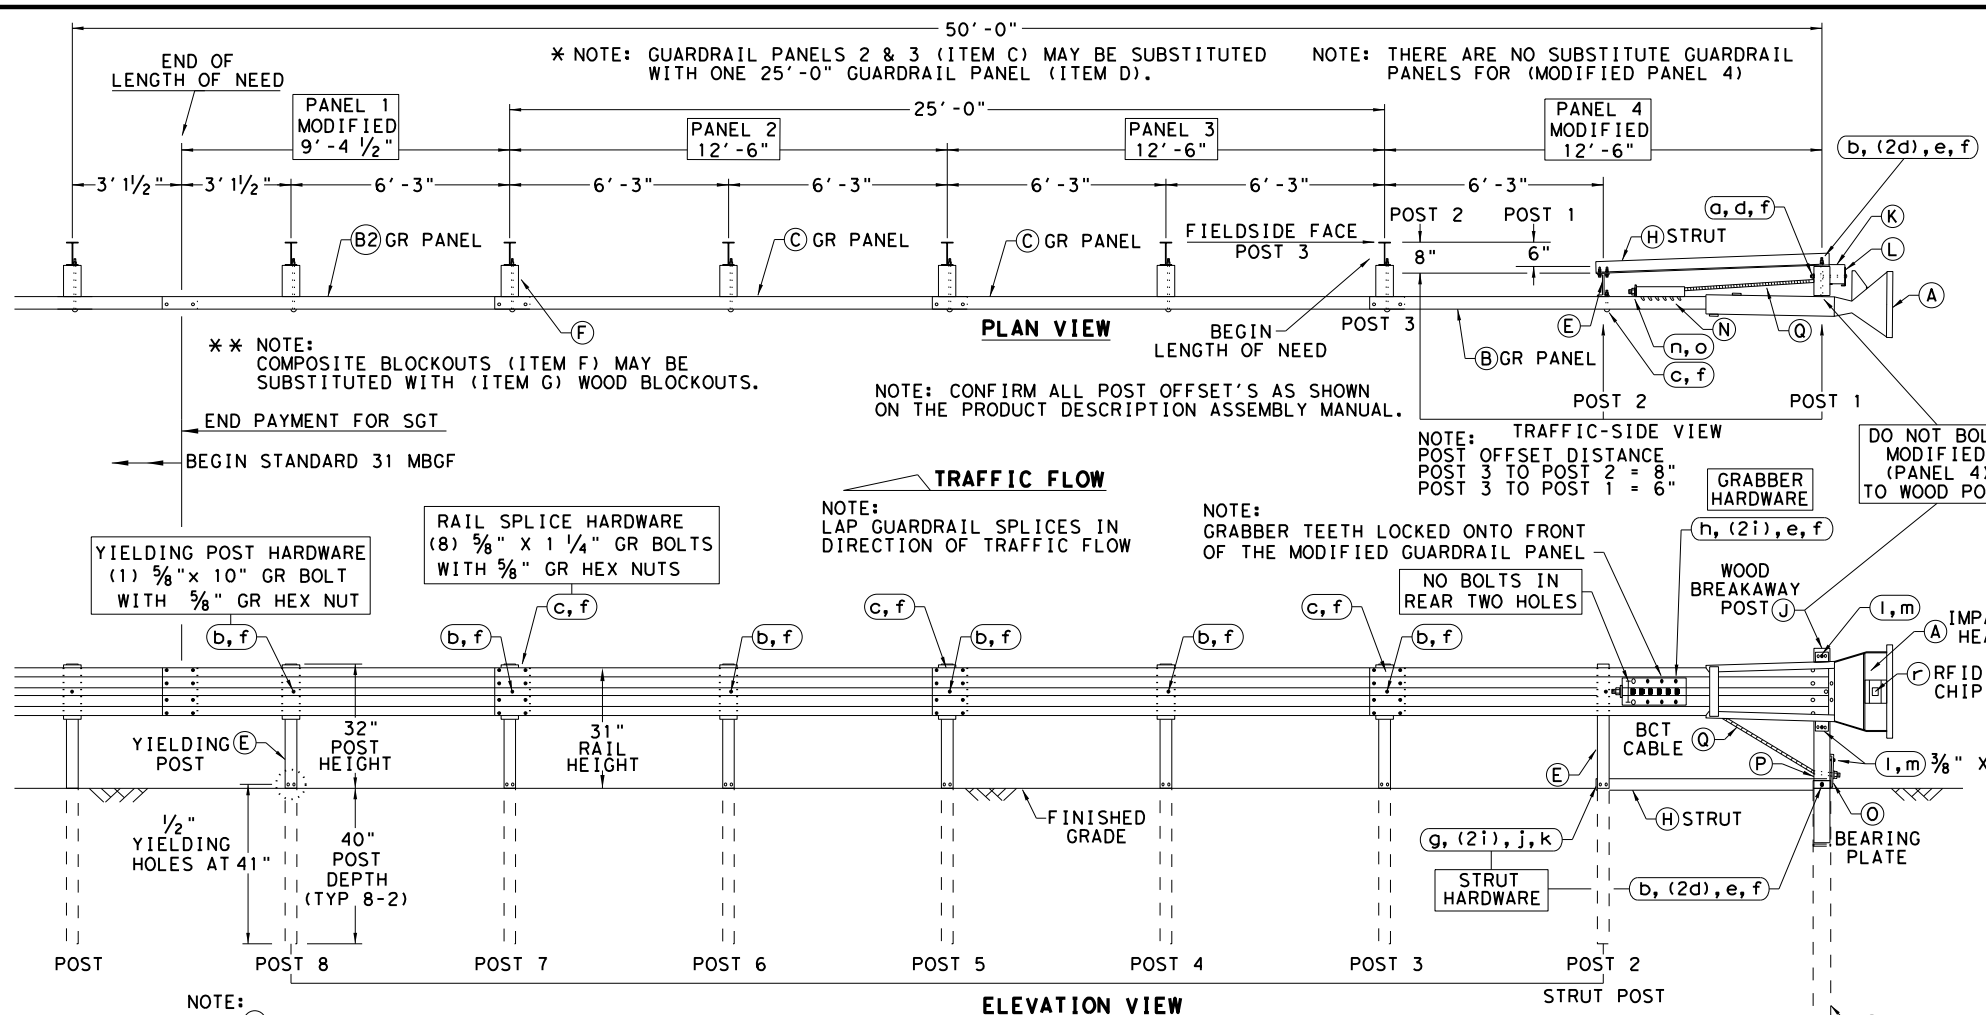 50'-0"
* NOTE: GUARDRAIL PANELS 2 & 3 (ITEM C) MAY BE SUBSTITUTED
WITH ONE 25'-0" GUARDRAIL PANEL (ITEM D).
NOTE: THERE ARE NO SUBSTITUTE GUARDRAIL
PANELS FOR (MODIFIED PANEL 4)
END OF
LENGTH OF NEED
PANEL 1
MODIFIED
9'-4 1/2"
25'-0"
PANEL 2
12'-6"
PANEL 3
12'-6"
PANEL 4
MODIFIED
12'-6"
b, (2d), e, f
3' 1/2"
3' 1/2"
6'-3"
6'-3"
6'-3"
6'-3"
6'-3"
6'-3"
POST 2
POST 1
a, d, f
K
B2 GR PANEL
C GR PANEL
C GR PANEL
FIELDSIDE FACE
POST 3
8"
6"
H STRUT
L
A
F
PLAN VIEW
BEGIN
LENGTH OF NEED
POST 3
E
N
Q
B GR PANEL
n, o
c, f
** NOTE:
COMPOSITE BLOCKOUTS (ITEM F) MAY BE
SUBSTITUTED WITH (ITEM G) WOOD BLOCKOUTS.
NOTE: CONFIRM ALL POST OFFSET'S AS SHOWN
ON THE PRODUCT DESCRIPTION ASSEMBLY MANUAL.
POST 2
POST 1
END PAYMENT FOR SGT
BEGIN STANDARD 31 MBGF
TRAFFIC-SIDE VIEW
NOTE:
POST OFFSET DISTANCE
POST 3 TO POST 2 = 8"
POST 3 TO POST 1 = 6"
DO NOT
MODIFIED
(PANEL 4)
TO WOOD
TRAFFIC FLOW
NOTE:
LAP GUARDRAIL SPLICES IN
DIRECTION OF TRAFFIC FLOW
GRABBER
HARDWARE
h, (2i), e, f
NOTE:
GRABBER TEETH LOCKED ONTO FRONT
OF THE MODIFIED GUARDRAIL PANEL
NO BOLTS IN
REAR TWO HOLES
YIELDING POST HARDWARE
(1) 5/8"x 10" GR BOLT
WITH 5/8" GR HEX NUT
RAIL SPLICE HARDWARE
(8) 5/8" X 1 1/4" GR BOLTS
WITH 5/8" GR HEX NUTS
WOOD
BREAKAWAY
POST J
l, m
A
r RFID
CHIP
b, f
c, f
b, f
b, f
c, f
b, f
b, f
c, f
b, f
YIELDING E
POST
32"
POST
HEIGHT
31"
RAIL
HEIGHT
BCT
CABLE
Q
E
P
l, m 3/8" X
1/2"
YIELDING
HOLES AT 41"
40"
POST
DEPTH
(TYP 8-2)
FINISHED
GRADE
H STRUT
O
BEARING
PLATE
g, (2i), j, k
STRUT
HARDWARE
b, (2d), e, f
POST
POST 8
POST 7
POST 6
POST 5
POST 4
POST 3
POST 2
STRUT POST
NOTE:
ELEVATION VIEW